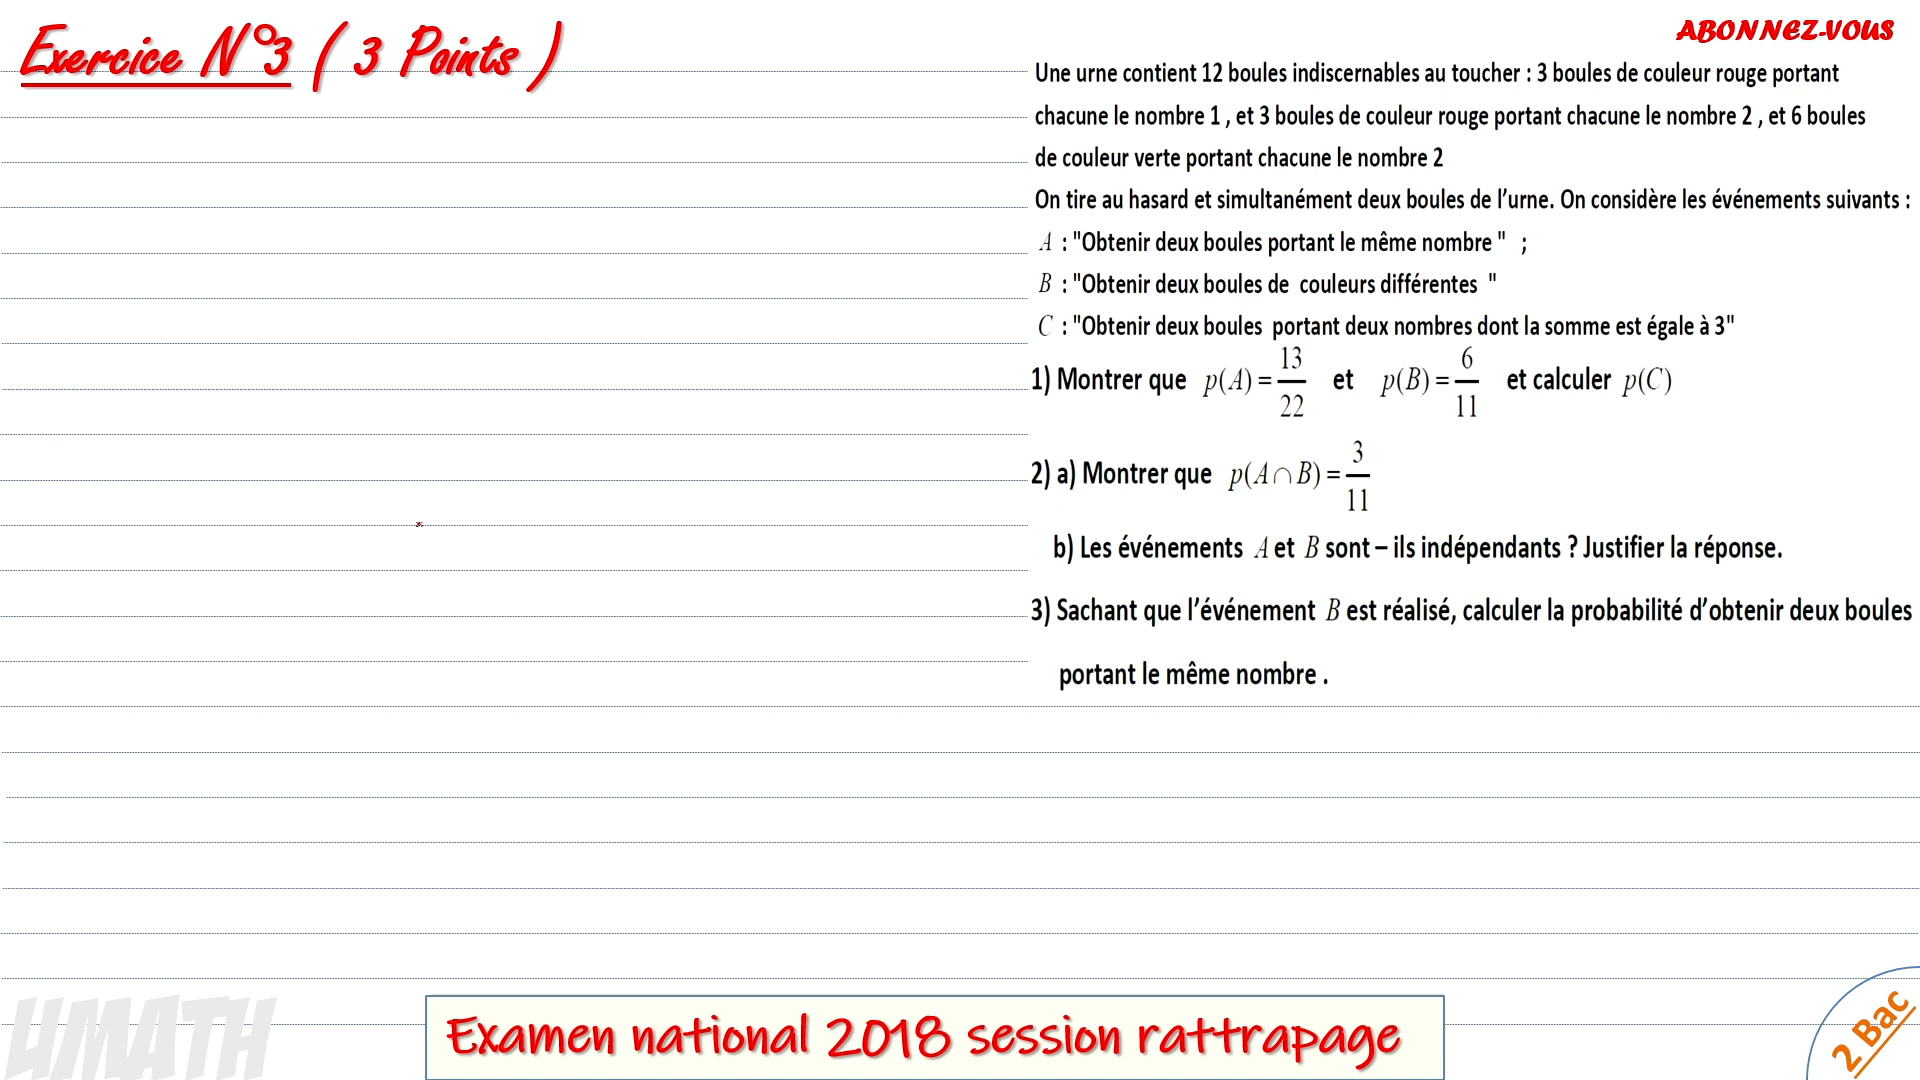 Exercice N°3 ( 3 Points )
ABONNEZ-VOUS
Une urne contient 12 boules indiscernables au toucher : 3 boules de couleur rouge portant
chacune le nombre 1 , et 3 boules de couleur rouge portant chacune le nombre 2 , et 6 boules
de couleur verte portant chacune le nombre 2
On tire au hasard et simultanément deux boules de l’urne. On considère les événements suivants :
A : "Obtenir deux boules portant le même nombre " ;
B : "Obtenir deux boules de couleurs différentes "
C : "Obtenir deux boules portant deux nombres dont la somme est égale à 3"
1) Montrer que p(A) = 13/22 et p(B) = 6/11 et calculer p(C)
2) a) Montrer que p(A∩B) = 3/11
b) Les événements A et B sont – ils indépendants ? Justifier la réponse.
3) Sachant que l’événement B est réalisé, calculer la probabilité d’obtenir deux boules
portant le même nombre .
4MATH
Examen national 2018 session rattrapage
2 Bac